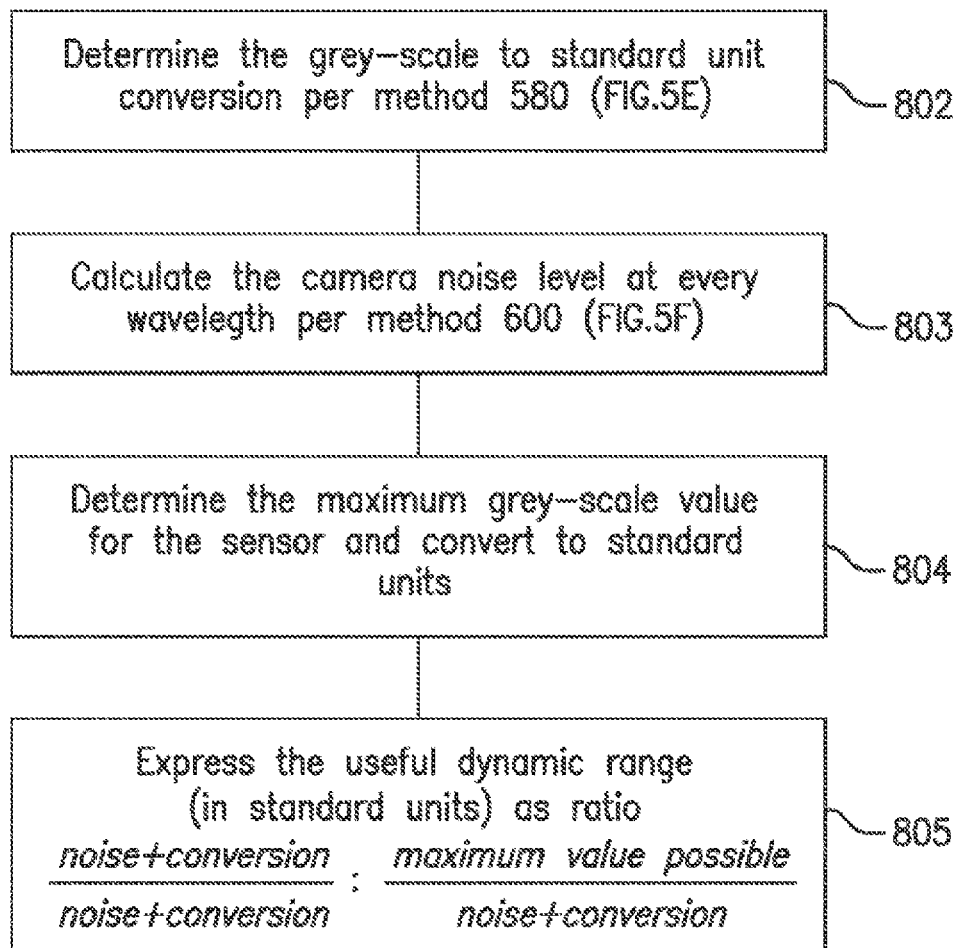 Determine the grey-scale to standard unit
conversion per method 580 (FIG.5E)
802
Calculate the camera noise level at every
wavelegth per method 600 (FIG.5F)
803
Determine the maximum grey-scale value
for the sensor and convert to standard
units
804
Express the useful dynamic range
(in standard units) as ratio
noise+conversion : maximum value possible
noise+conversion noise+conversion
805